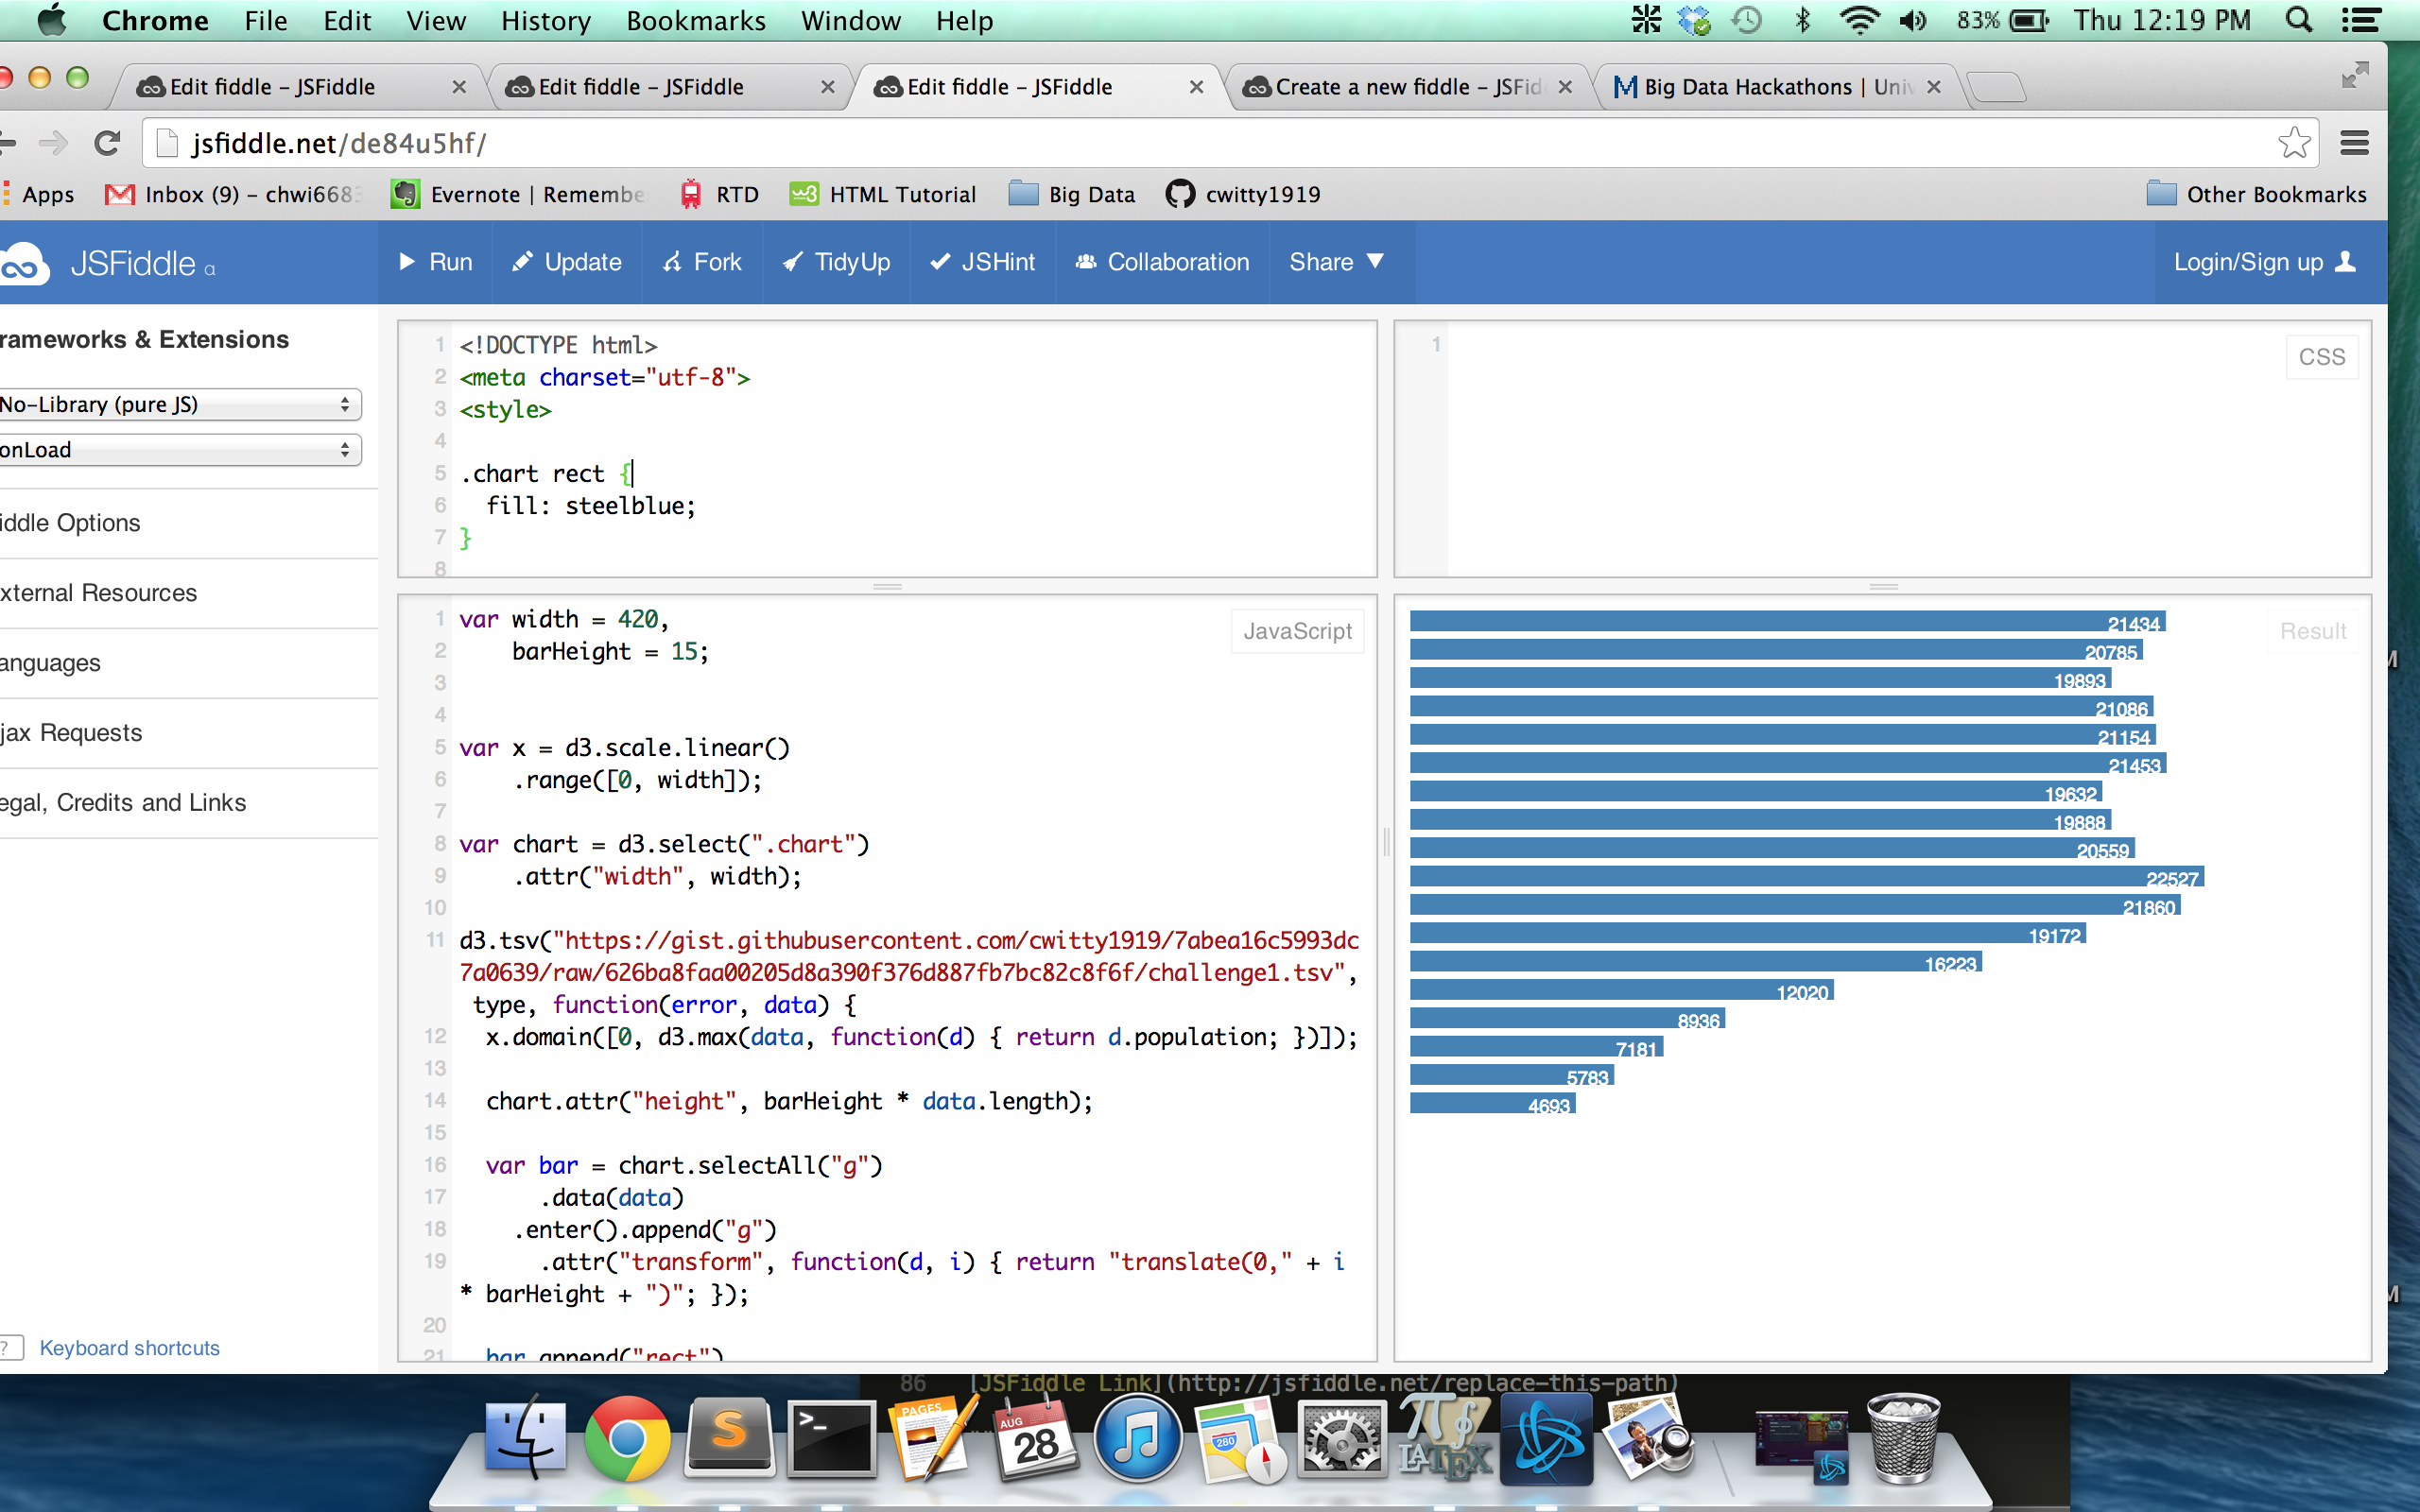 Chrome File Edit View History Bookmarks Window Help 83% Thu 12:19 PM
Edit fiddle – JSFiddle Edit fiddle – JSFiddle Edit fiddle – JSFiddle Create a new fiddle – JSFid Big Data Hackathons | Univ
jsfiddle.net/de84u5hf/
Apps Inbox (9) – chwi6683 Evernote | Remembe RTD HTML Tutorial Big Data cwitty1919 Other Bookmarks
JSFiddle α Run Update Fork TidyUp JSHint Collaboration Share ▼ Login/Sign up
rameworks & Extensions
No-Library (pure JS)
onLoad
iddle Options
xternal Resources
anguages
jax Requests
egal, Credits and Links
? Keyboard shortcuts
1 <!DOCTYPE html>
2 <meta charset="utf-8">
3 <style>
4
5 .chart rect {
6 fill: steelblue;
7 }
8
1
CSS
1 var width = 420,
2 barHeight = 15;
3
4
5 var x = d3.scale.linear()
6 .range([0, width]);
7
8 var chart = d3.select(".chart")
9 .attr("width", width);
10
11 d3.tsv("https://gist.githubusercontent.com/cwitty1919/7abea16c5993dc
7a0639/raw/626ba8faa00205d8a390f376d887fb7bc82c8f6f/challenge1.tsv",
type, function(error, data) {
12 x.domain([0, d3.max(data, function(d) { return d.population; })]);
13
14 chart.attr("height", barHeight * data.length);
15
16 var bar = chart.selectAll("g")
17 .data(data)
18 .enter().append("g")
19 .attr("transform", function(d, i) { return "translate(0," + i
* barHeight + ")"; });
20
21 bar.append("rect")
JavaScript
Result
21434
20785
19893
21086
21154
21453
19632
19888
20559
22527
21860
19172
16223
12020
8936
7181
5783
4693
M
M
86 [JSFiddle Link](http://jsfiddle.net/replace-this-path)
S
>_
PAGES
AUG
28
280
LATEX